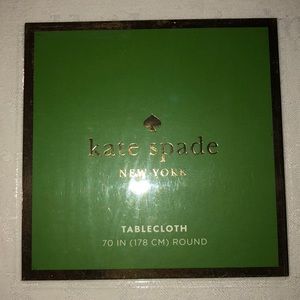 kate spade
NEW YORK
TABLECLOTH
70 IN (178 CM) ROUND